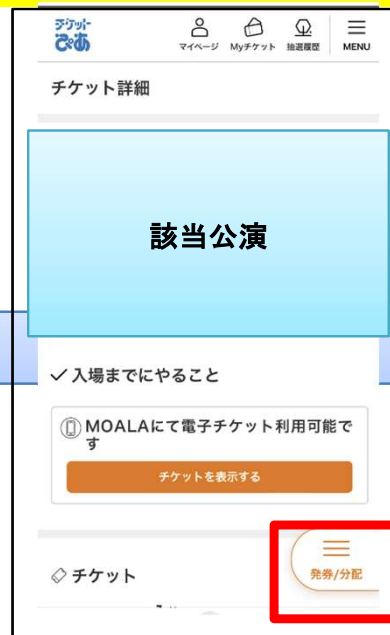 チケット
ぴあ
マイページ Myチケット 抽選履歴 MENU
チケット詳細
該当公演
入場までにやること
MOALAにて電子チケット利用可能で
す
チケットを表示する
発券/分配
チケット